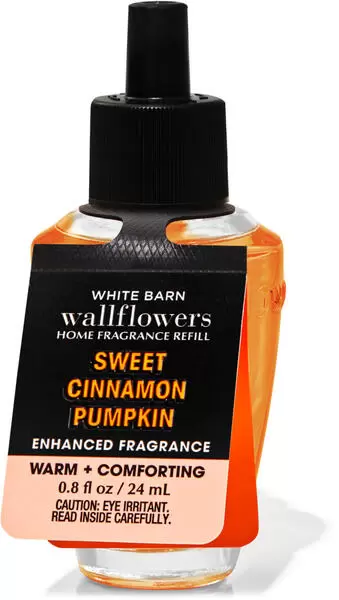 WHITE BARN
wallflowers
HOME FRAGRANCE REFILL
SWEET
CINNAMON
PUMPKIN
ENHANCED FRAGRANCE
WARM + COMFORTING
0.8 fl oz / 24 mL
CAUTION: EYE IRRITANT.
READ INSIDE CAREFULLY.